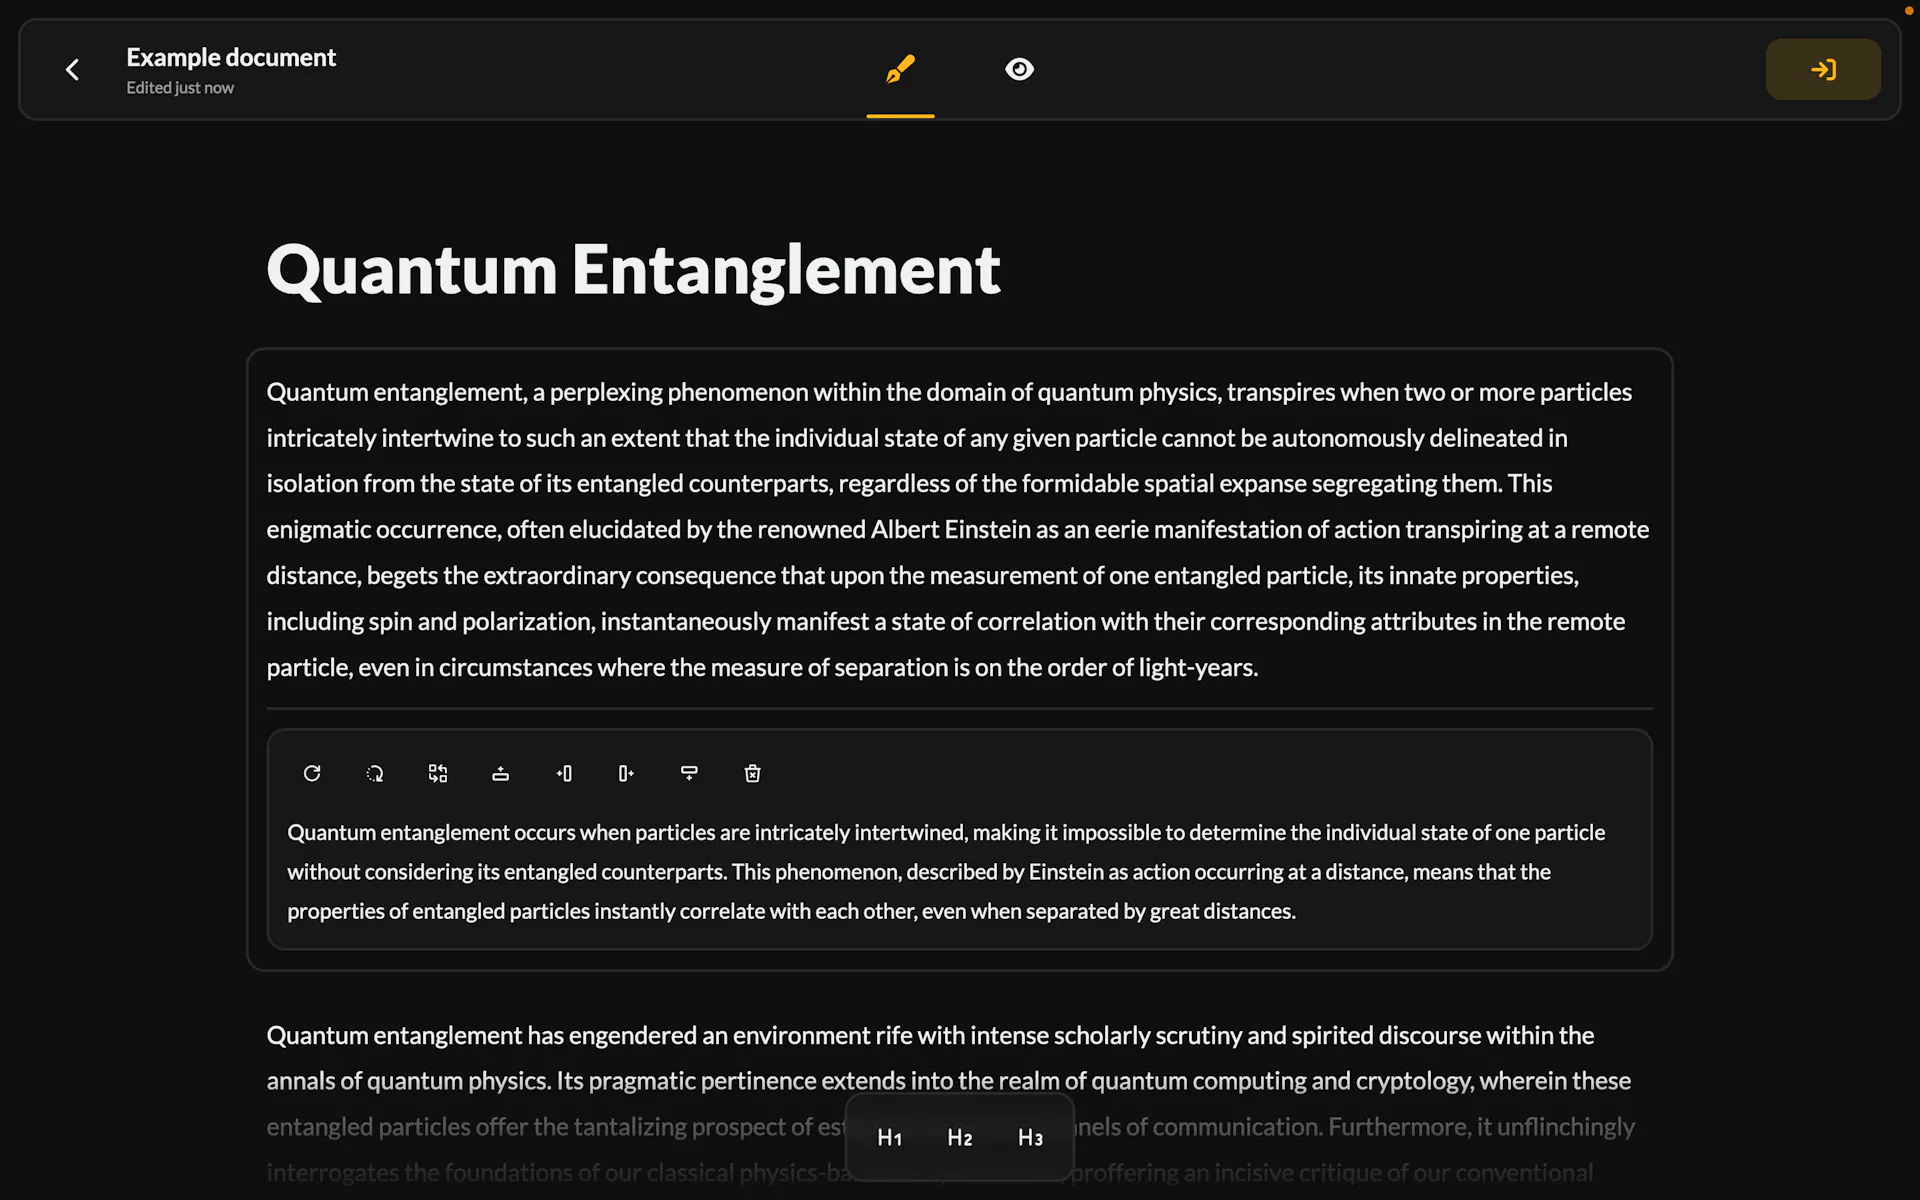 Example document
Edited just now
Quantum Entanglement
Quantum entanglement, a perplexing phenomenon within the domain of quantum physics, transpires when two or more particles
intricately intertwine to such an extent that the individual state of any given particle cannot be autonomously delineated in
isolation from the state of its entangled counterparts, regardless of the formidable spatial expanse segregating them. This
enigmatic occurrence, often elucidated by the renowned Albert Einstein as an eerie manifestation of action transpiring at a remote
distance, begets the extraordinary consequence that upon the measurement of one entangled particle, its innate properties,
including spin and polarization, instantaneously manifest a state of correlation with their corresponding attributes in the remote
particle, even in circumstances where the measure of separation is on the order of light-years.
Quantum entanglement occurs when particles are intricately intertwined, making it impossible to determine the individual state of one particle
without considering its entangled counterparts. This phenomenon, described by Einstein as action occurring at a distance, means that the
properties of entangled particles instantly correlate with each other, even when separated by great distances.
Quantum entanglement has engendered an environment rife with intense scholarly scrutiny and spirited discourse within the
annals of quantum physics. Its pragmatic pertinence extends into the realm of quantum computing and cryptology, wherein these
entangled particles offer the tantalizing prospect of of communication. Furthermore, it unflinchingly
interrogates the foundations of our classical proffering an incisive critique of our conventional
H1 H2 H3